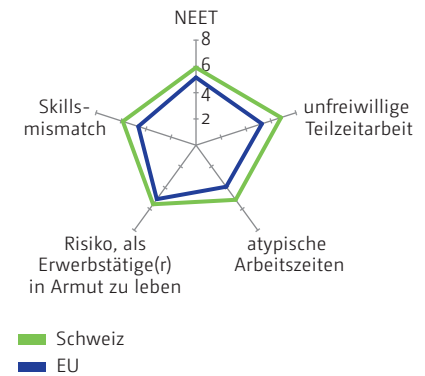 NEET
8
6
4
2
Skills-
mismatch
unfreiwillige
Teilzeitarbeit
Risiko, als
Erwerbstätige(r)
in Armut zu leben
atypische
Arbeitszeiten
Schweiz
EU